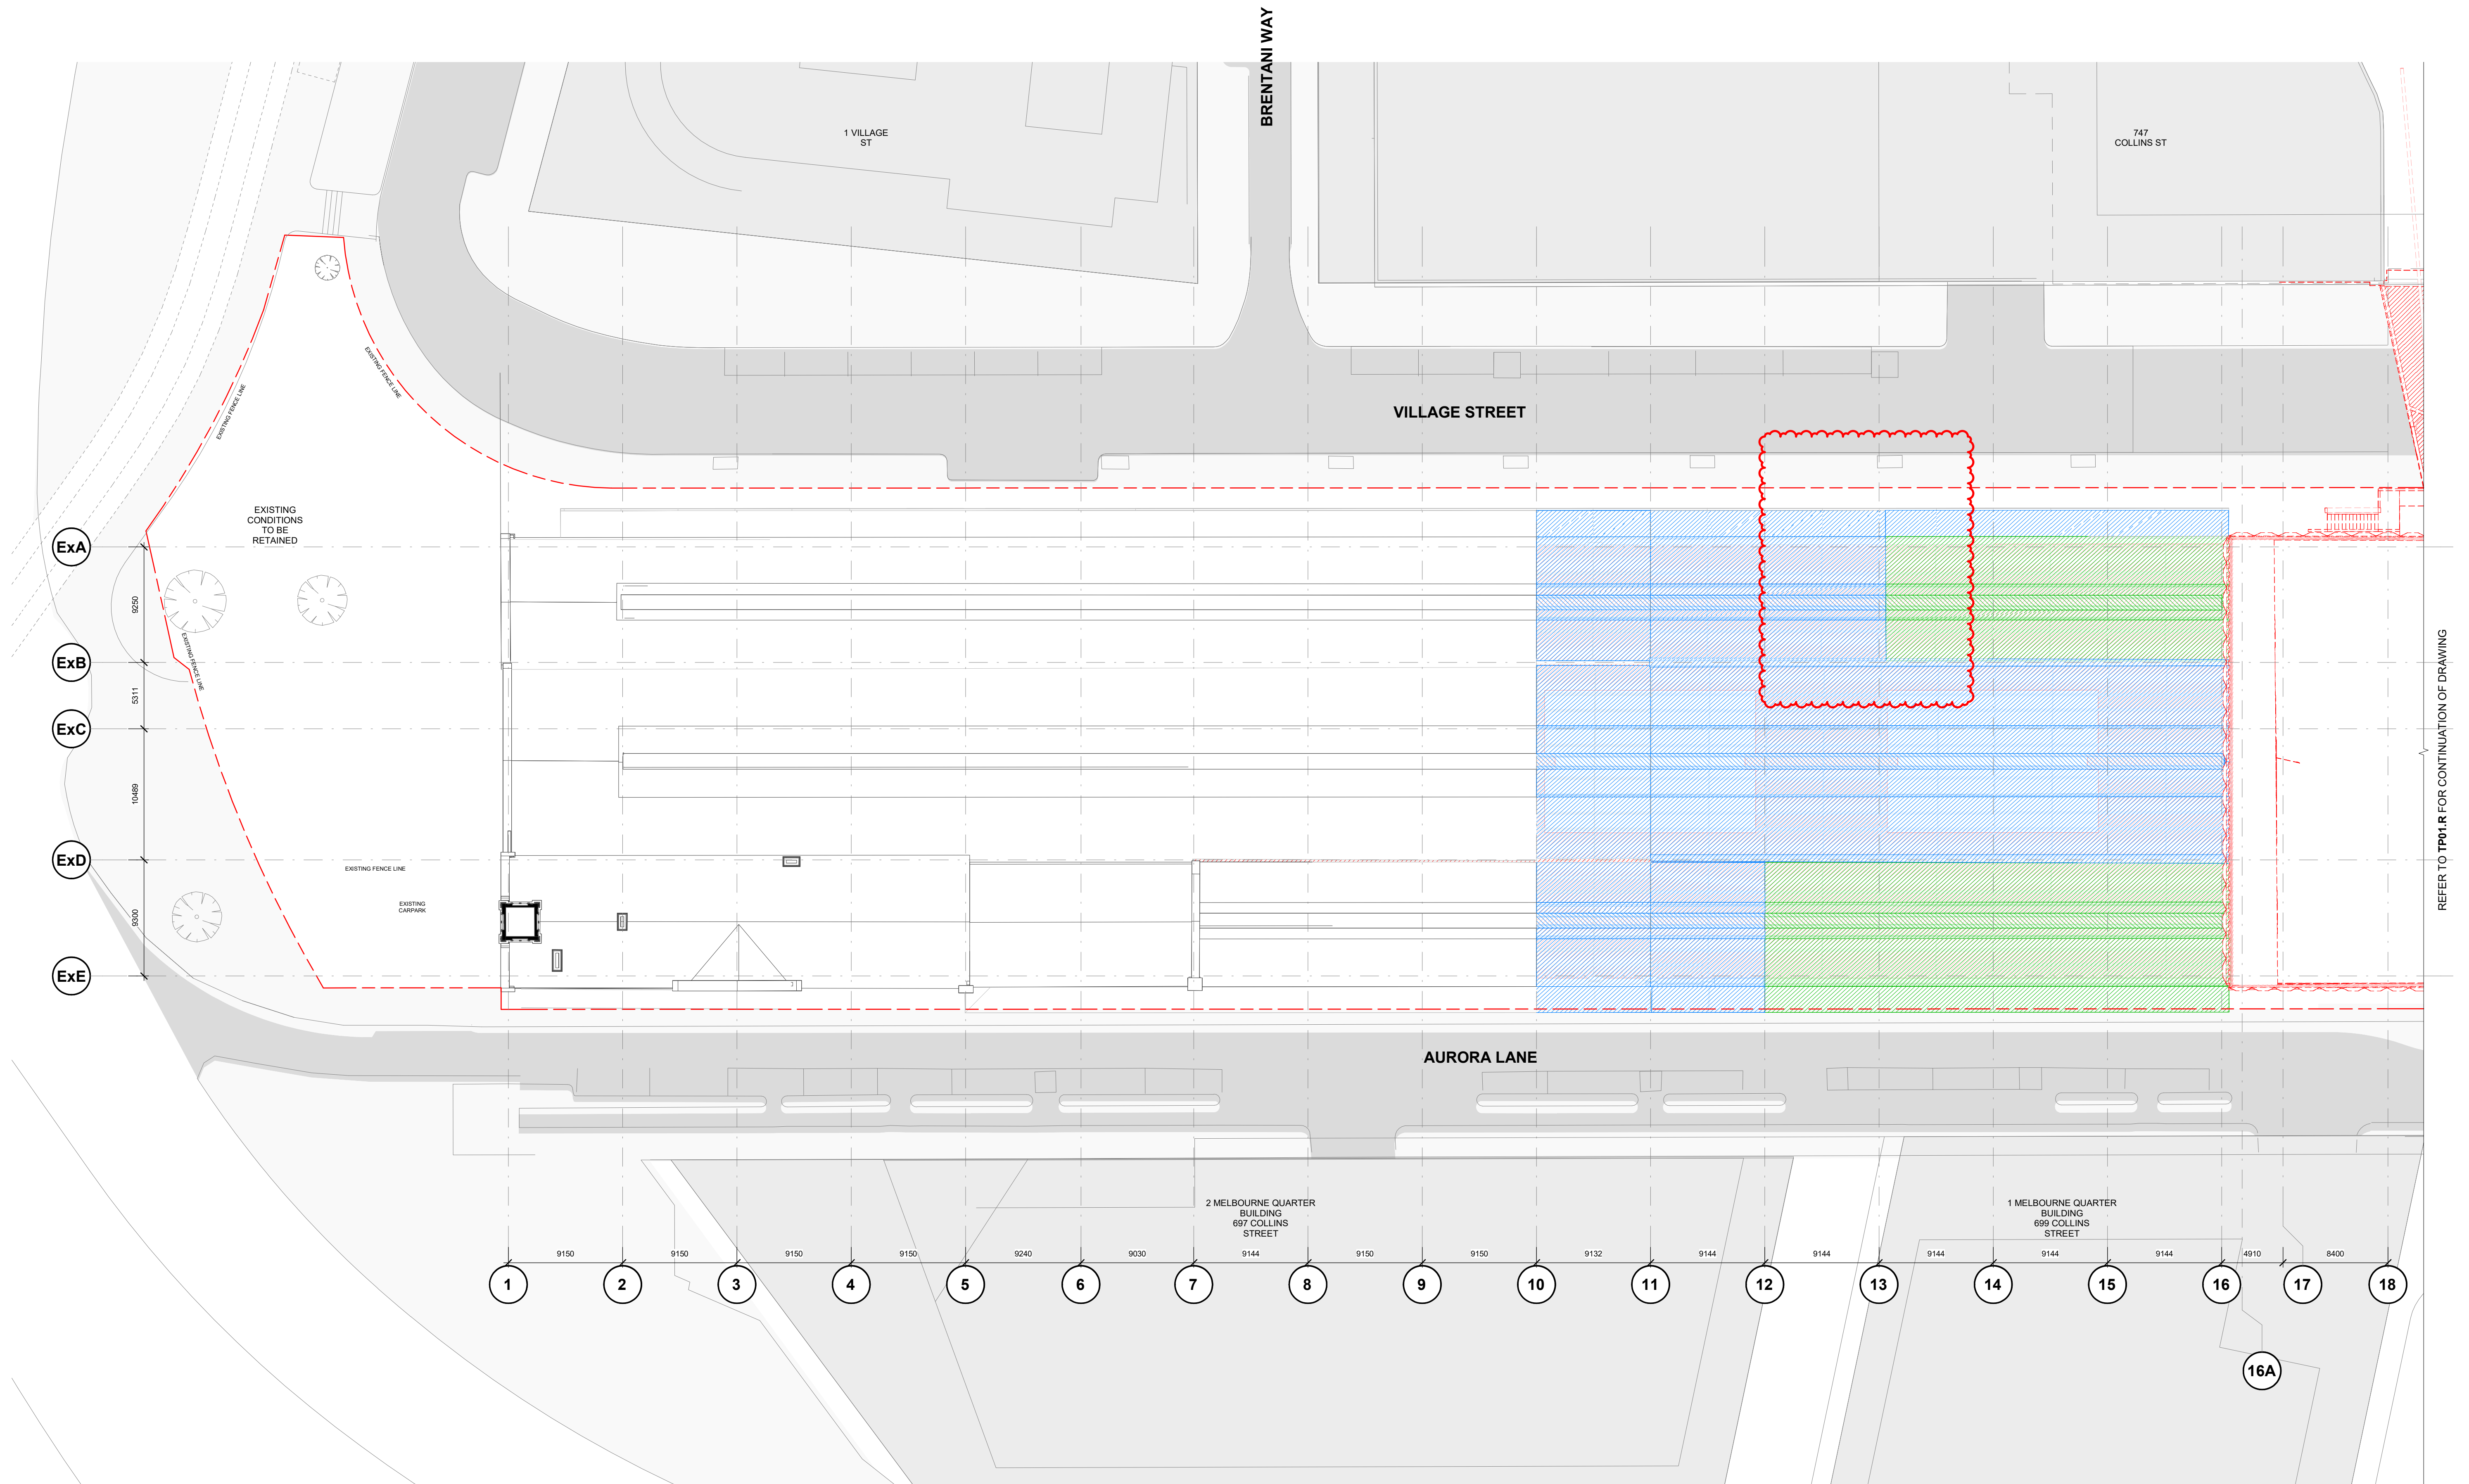 BRENTANI WAY
1 VILLAGE
ST
747
COLLINS ST
EXISTING FENCE LINE
EXISTING FENCE LINE
VILLAGE STREET
EXISTING
CONDITIONS
TO BE
RETAINED
ExA
9250
EXISTING FENCE LINE
ExB
5311
ExC
10489
ExD
EXISTING FENCE LINE
EXISTING
CARPARK
9300
ExE
REFER TO TP01.R FOR CONTINUATION OF DRAWING
AURORA LANE
2 MELBOURNE QUARTER
BUILDING
697 COLLINS
STREET
1 MELBOURNE QUARTER
BUILDING
699 COLLINS
STREET
9150 9150 9150 9150 9240 9030 9144 9150 9150 9132 9144 9144 9144 9144 9144 4910 8400
1 2 3 4 5 6 7 8 9 10 11 12 13 14 15 16 17 18
16A